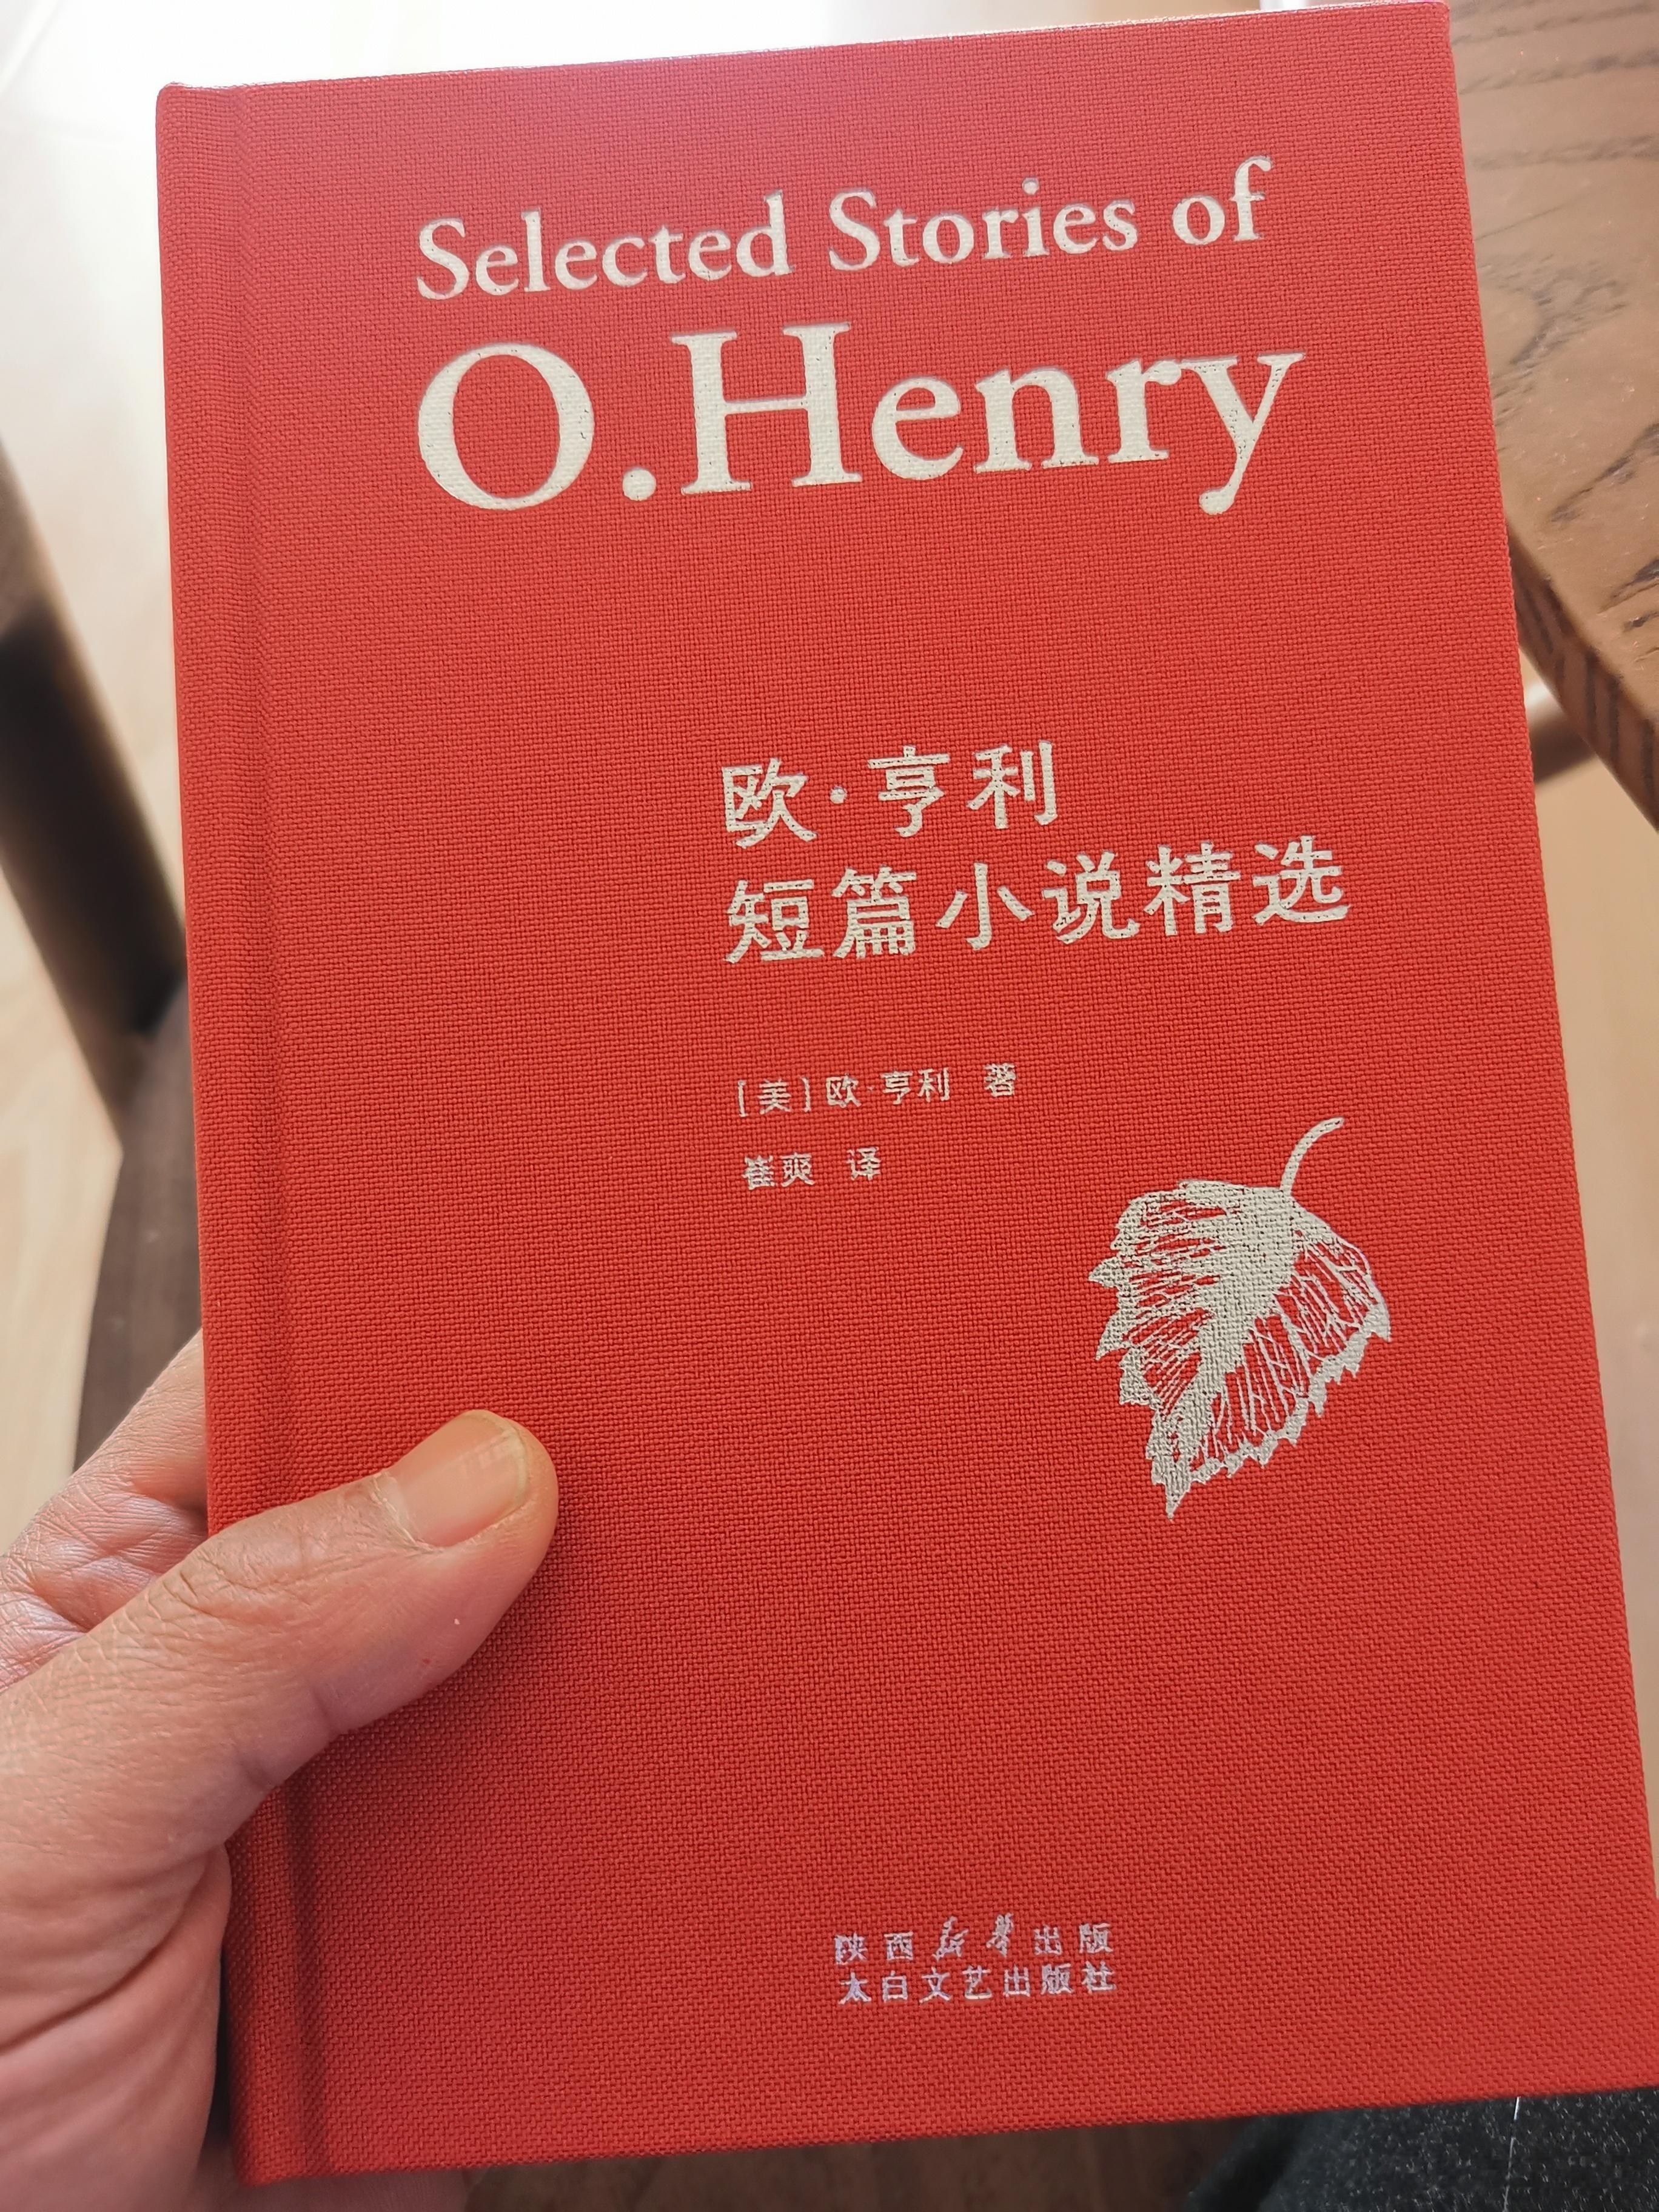 Selected Stories of
O.Henry
欧·亨利
短篇小说精选
［美］欧·亨利 著
崔爽 译
陕西新华出版
太白文艺出版社